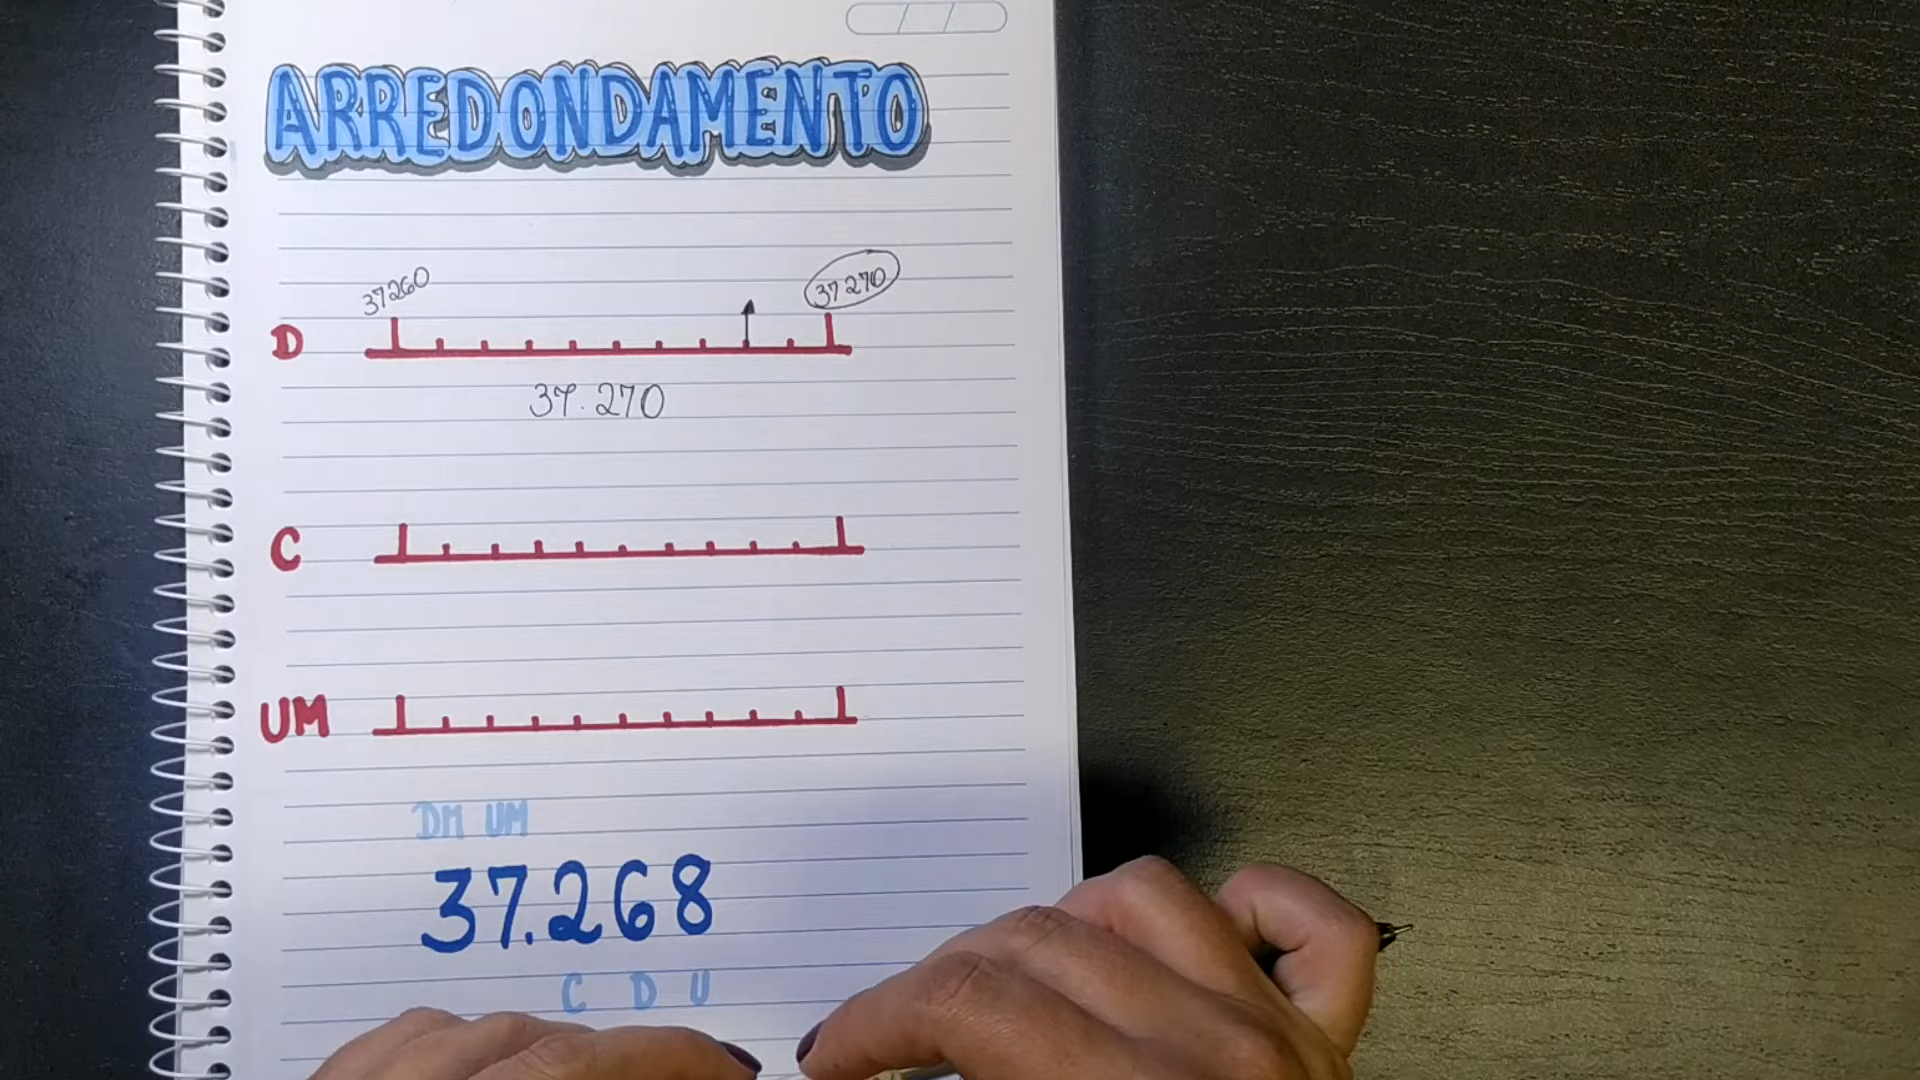 ARREDONDAMENTO
37260 37270
D
37.270
C
UM
DM UM
37.268
C D U